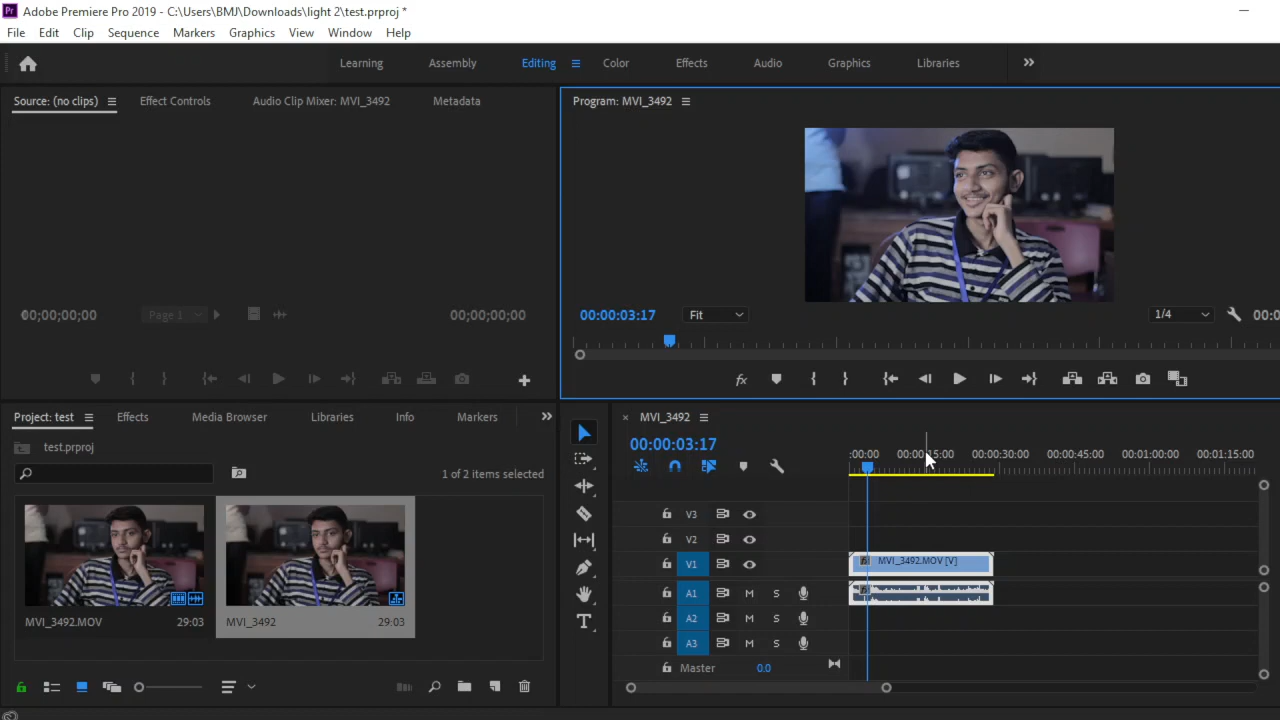 Pr Adobe Premiere Pro 2019 - C:\Users\BMJ\Downloads\light 2\test.prproj *
File Edit Clip Sequence Markers Graphics View Window Help
Learning Assembly Editing Color Effects Audio Graphics Libraries
Source: (no clips) Effect Controls Audio Clip Mixer: MVI_3492 Metadata
Program: MVI_3492
00;00;00;00 Page 1 00;00;00;00
00:00:03:17 Fit 1/4 00:0
Project: test Effects Media Browser Libraries Info Markers
test.prproj
1 of 2 items selected
MVI_3492.MOV 29:03
MVI_3492 29:03
MVI_3492
00:00:03:17
:00:00 00:00:15:00 00:00:30:00 00:00:45:00 00:01:00:00 00:01:15:00
V3
V2
V1 MVI_3492.MOV [V]
A1 M S
A2 M S
A3 M S
Master 0.0